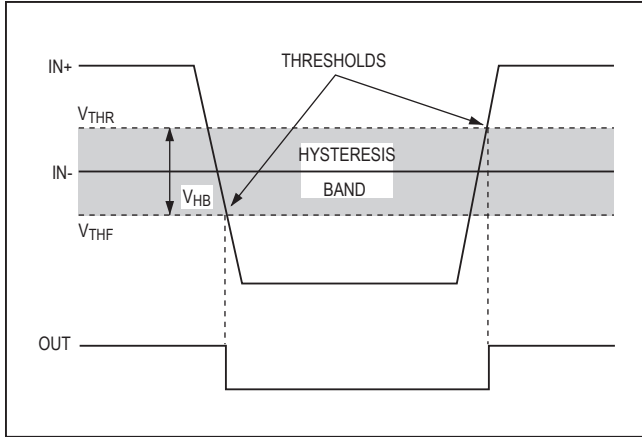 IN+
THRESHOLDS
VTHR
HYSTERESIS
IN-
BAND
VHB
VTHF
OUT